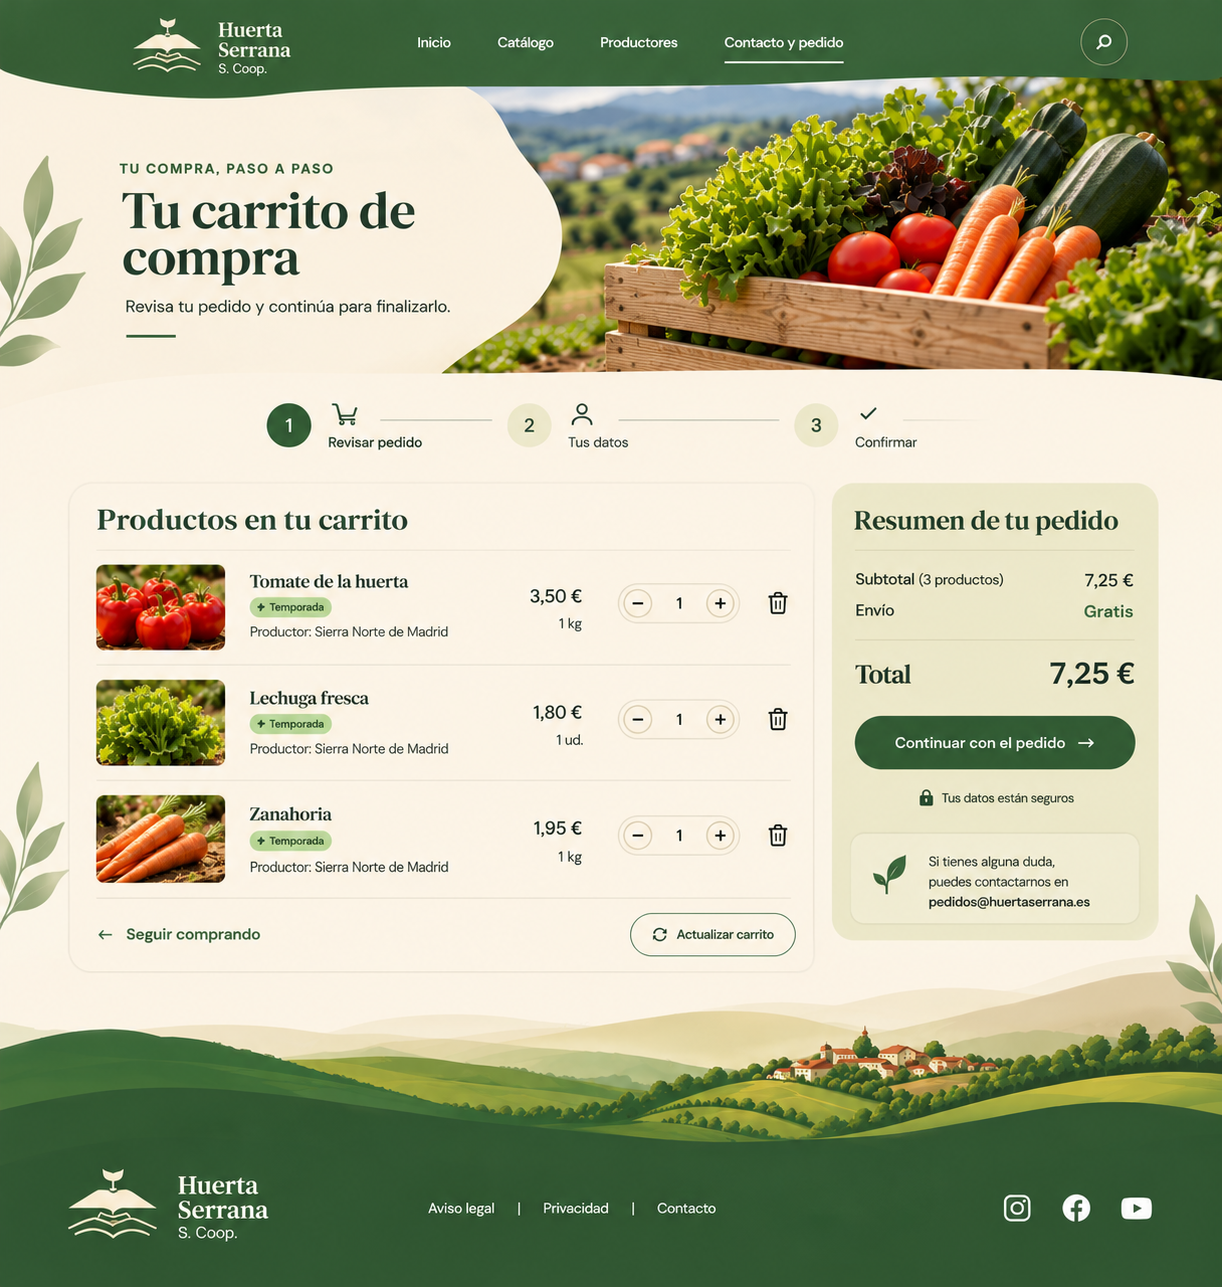 Huerta
Serrana
S. Coop.
Inicio
Catálogo
Productores
Contacto y pedido
TU COMPRA, PASO A PASO
Tu carrito de
compra
Revisa tu pedido y continúa para finalizarlo.
1
Revisar pedido
2
Tus datos
3
Confirmar
Productos en tu carrito
Tomate de la huerta
Temporada
Productor: Sierra Norte de Madrid
3,50 €
1 kg
− 1 +
Lechuga fresca
Temporada
Productor: Sierra Norte de Madrid
1,80 €
1 ud.
− 1 +
Zanahoria
Temporada
Productor: Sierra Norte de Madrid
1,95 €
1 kg
− 1 +
← Seguir comprando
Actualizar carrito
Resumen de tu pedido
Subtotal (3 productos) 7,25 €
Envío Gratis
Total 7,25 €
Continuar con el pedido →
Tus datos están seguros
Si tienes alguna duda,
puedes contactarnos en
pedidos@huertaserrana.es
Huerta
Serrana
S. Coop.
Aviso legal | Privacidad | Contacto